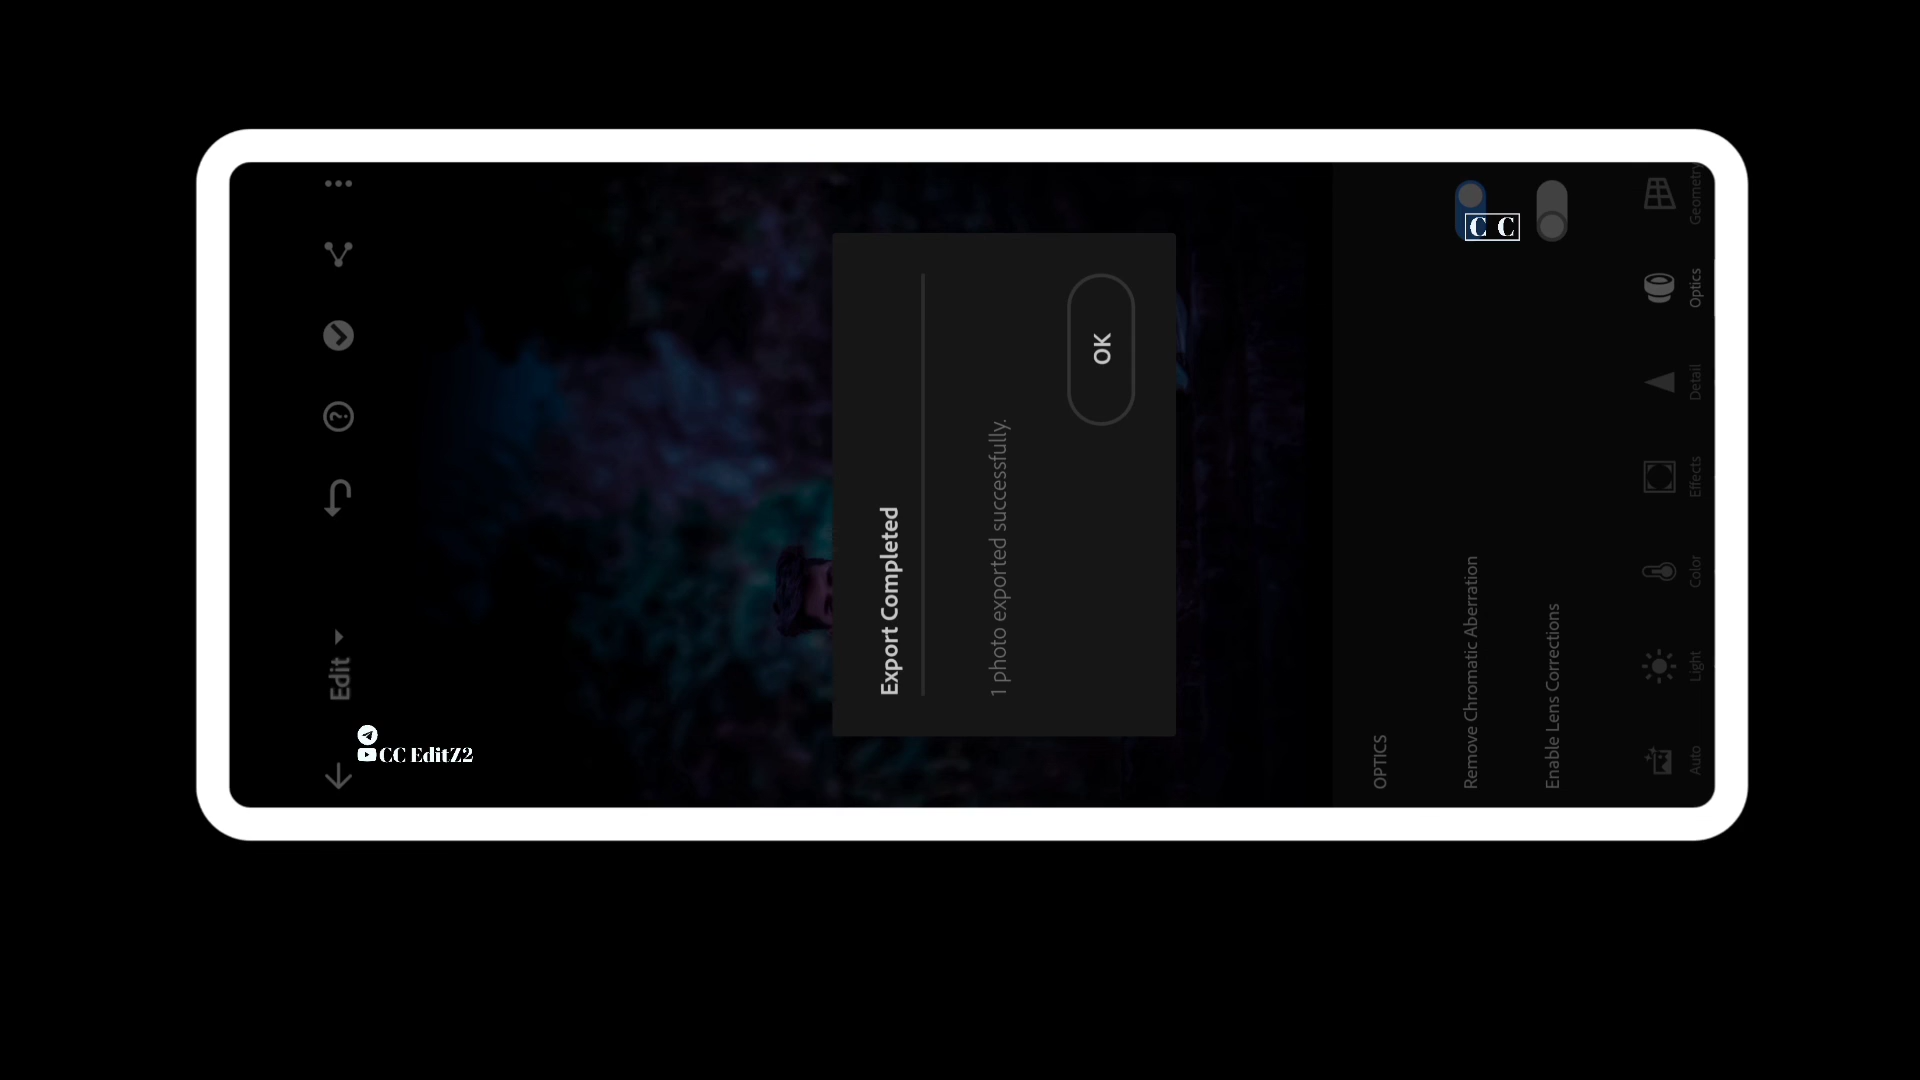 Edit
Export Completed
1 photo exported successfully.
OK
OPTICS
Remove Chromatic Aberration
Enable Lens Corrections
Auto
Light
Color
Effects
Detail
Optics
Geometry
CC EditZ2
C C